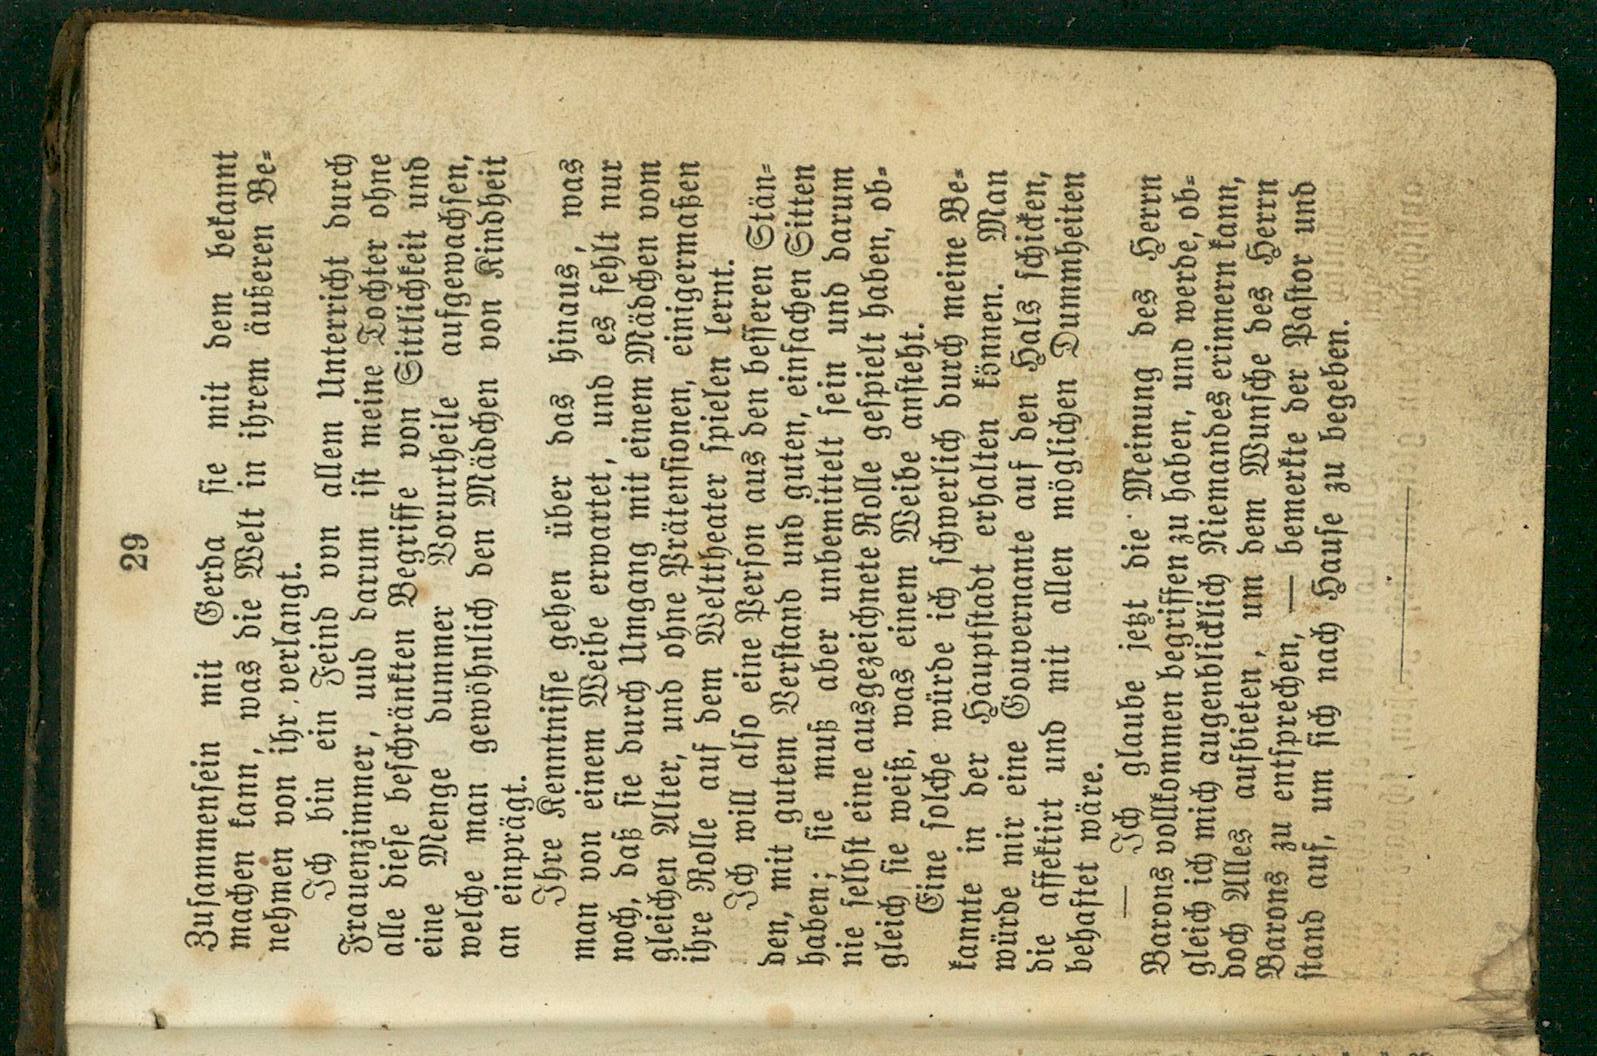 29
Zusammensein mit Gerda sie mit dem bekannt
machen kann, was die Welt in ihrem äußeren Be-
nehmen von ihr verlangt.
Ich bin ein Feind von allem Unterricht durch
Frauenzimmer, und darum ist meine Tochter ohne
alle diese beschränkten Begriffe von Sittlichkeit und
eine Menge dummer Vorurtheile aufgewachsen,
welche man gewöhnlich den Mädchen von Kindheit
an einprägt.
Ihre Kenntnisse gehen über das hinaus, was
man von einem Weibe erwartet, und es fehlt nur
noch, daß sie durch Umgang mit einem Mädchen vom
gleichen Alter, und ohne Prätensionen, einigermaßen
ihre Rolle auf dem Welttheater spielen lernt.
Ich will also eine Person aus den besseren Stän-
den, mit gutem Verstand und guten, einfachen Sitten
haben; sie muß aber unbemittelt sein und darum
nie selbst eine ausgezeichnete Rolle gespielt haben, ob-
gleich sie weiß, was einem Weibe ansteht.
Eine solche würde ich schwerlich durch meine Be-
kannte in der Hauptstadt erhalten können. Man
würde mir eine Gouvernante auf den Hals schicken,
die affektirt und mit allen möglichen Dummheiten
behaftet wäre.
— Ich glaube jetzt die Meinung des Herrn
Barons vollkommen begriffen zu haben, und werde, ob-
gleich ich mich augenblicklich Niemandes erinnern kann,
doch Alles aufbieten, um dem Wunsche des Herrn
Barons zu entsprechen, — bemerkte der Pastor und
stand auf, um sich nach Hause zu begeben.